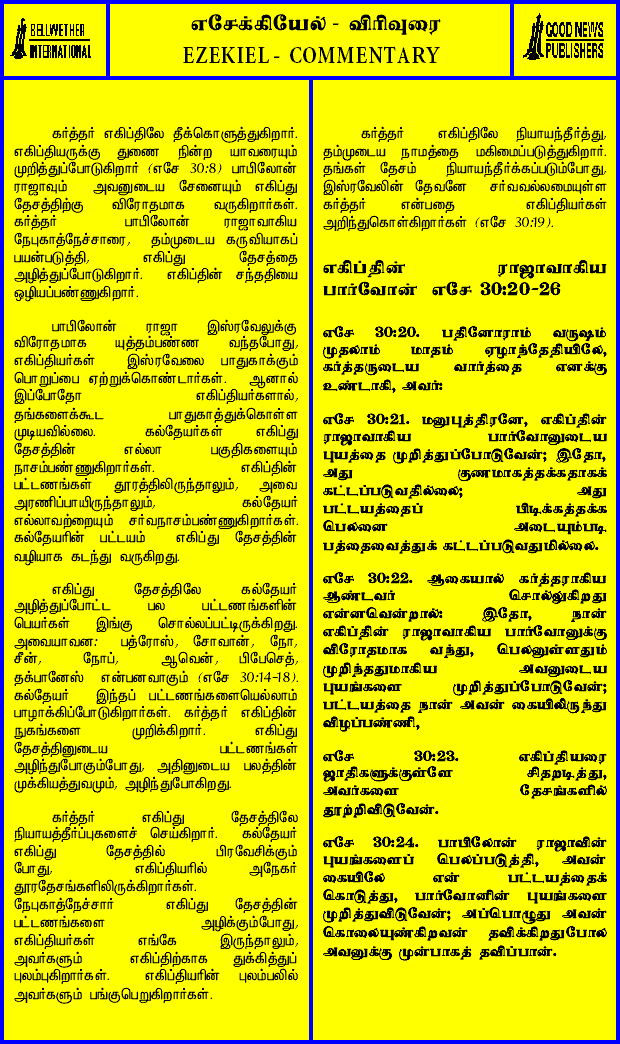 BELLWETHER
INTERNATIONAL
எசேக்கியேல் - விரிவுரை
EZEKIEL - COMMENTARY
GOOD NEWS
PUBLISHERS
கர்த்தர் எகிப்திலே தீக்கொளுத்துகிறார்.
எகிப்தியருக்கு துணை நின்ற யாவரையும்
முறித்துப்போடுகிறார் (எசே 30:8) பாபிலோன்
ராஜாவும் அவனுடைய சேனையும் எகிப்து
தேசத்திற்கு விரோதமாக வருகிறார்கள்.
கர்த்தர் பாபிலோன் ராஜாவாகிய
நேபுகாத்நேச்சாரை, தம்முடைய கருவியாகப்
பயன்படுத்தி, எகிப்து தேசத்தை
அழித்துப்போடுகிறார். எகிப்தின் சந்ததியை
ஒழியப்பண்ணுகிறார்.
பாபிலோன் ராஜா இஸ்ரவேலுக்கு
விரோதமாக யுத்தம்பண்ண வந்தபோது,
எகிப்தியர்கள் இஸ்ரவேலை பாதுகாக்கும்
பொறுப்பை ஏற்றுக்கொண்டார்கள். ஆனால்
இப்போதோ எகிப்தியர்களால்,
தங்களைக்கூட பாதுகாத்துக்கொள்ள
முடியவில்லை. கல்தேயர்கள் எகிப்து
தேசத்தின் எல்லா பகுதிகளையும்
நாசம்பண்ணுகிறார்கள். எகிப்தின்
பட்டணங்கள் தூரத்திலிருந்தாலும், அவை
அரணிப்பாயிருந்தாலும், கல்தேயர்
எல்லாவற்றையும் சர்வநாசம்பண்ணுகிறார்கள்.
கல்தேயரின் பட்டயம் எகிப்து தேசத்தின்
வழியாக கடந்து வருகிறது.
எகிப்து தேசத்திலே கல்தேயர்
அழித்துப்போட்ட பல பட்டணங்களின்
பெயர்கள் இங்கு சொல்லப்பட்டிருக்கிறது.
அவையாவன: பத்ரோஸ், சோவான், நோ,
சீன், நோப், ஆவென், பிபேசெத்,
தக்பானேஸ் என்பனவாகும் (எசே 30:14-18).
கல்தேயர் இந்தப் பட்டணங்களையெல்லாம்
பாழாக்கிப்போடுகிறார்கள். கர்த்தர் எகிப்தின்
நுகங்களை முறிக்கிறார். எகிப்து
தேசத்தினுடைய பட்டணங்கள்
அழிந்துபோகும்போது, அதினுடைய பலத்தின்
முக்கியத்துவமும், அழிந்துபோகிறது.
கர்த்தர் எகிப்து தேசத்திலே
நியாயத்தீர்ப்புகளைச் செய்கிறார். கல்தேயர்
எகிப்து தேசத்தில் பிரவேசிக்கும்
போது, எகிப்தியரில் அநேகர்
தூரதேசங்களிலிருக்கிறார்கள்.
நேபுகாத்நேச்சார் எகிப்து தேசத்தின்
பட்டணங்களை அழிக்கும்போது,
எகிப்தியர்கள் எங்கே இருந்தாலும்,
அவர்களும் எகிப்திற்காக துக்கித்துப்
புலம்புகிறார்கள். எகிப்தியரின் புலம்பலில்
அவர்களும் பங்குபெறுகிறார்கள்.
கர்த்தர் எகிப்திலே நியாயந்தீர்த்து,
தம்முடைய நாமத்தை மகிமைப்படுத்துகிறார்.
தங்கள் தேசம் நியாயந்தீர்க்கப்படும்போது,
இஸ்ரவேலின் தேவனே சர்வவல்லமையுள்ள
கர்த்தர் என்பதை எகிப்தியர்கள்
அறிந்துகொள்கிறார்கள் (எசே 30:19).
எகிப்தின் ராஜாவாகிய
பார்வோன் எசே 30:20-26
எசே 30:20. பதினோராம் வருஷம்
முதலாம் மாதம் ஏழாந்தேதியிலே,
கர்த்தருடைய வார்த்தை எனக்கு
உண்டாகி, அவர்:
எசே 30:21. மனுபுத்திரனே, எகிப்தின்
ராஜாவாகிய பார்வோனுடைய
புயத்தை முறித்துப்போடுவேன்; இதோ,
அது குணமாகத்தக்கதாகக்
கட்டப்படுவதில்லை; அது
பட்டயத்தைப் பிடிக்கத்தக்க
பெலனை அடையும்படி
பத்தைவைத்துக் கட்டப்படுவதுமில்லை.
எசே 30:22. ஆகையால் கர்த்தராகிய
ஆண்டவர் சொல்லுகிறது
என்னவென்றால்: இதோ, நான்
எகிப்தின் ராஜாவாகிய பார்வோனுக்கு
விரோதமாக வந்து, பெலனுள்ளதும்
முறிந்ததுமாகிய அவனுடைய
புயங்களை முறித்துப்போடுவேன்;
பட்டயத்தை நான் அவன் கையிலிருந்து
விழப்பண்ணி,
எசே 30:23. எகிப்தியரை
ஜாதிகளுக்குள்ளே சிதறடித்து,
அவர்களை தேசங்களில்
தூற்றிவிடுவேன்.
எசே 30:24. பாபிலோன் ராஜாவின்
புயங்களைப் பெலப்படுத்தி, அவன்
கையிலே என் பட்டயத்தைக்
கொடுத்து, பார்வோனின் புயங்களை
முறித்துவிடுவேன்; அப்பொழுது அவன்
கொலையுண்கிறவன் தவிக்கிறதுபோல்
அவனுக்கு முன்பாகத் தவிப்பான்.